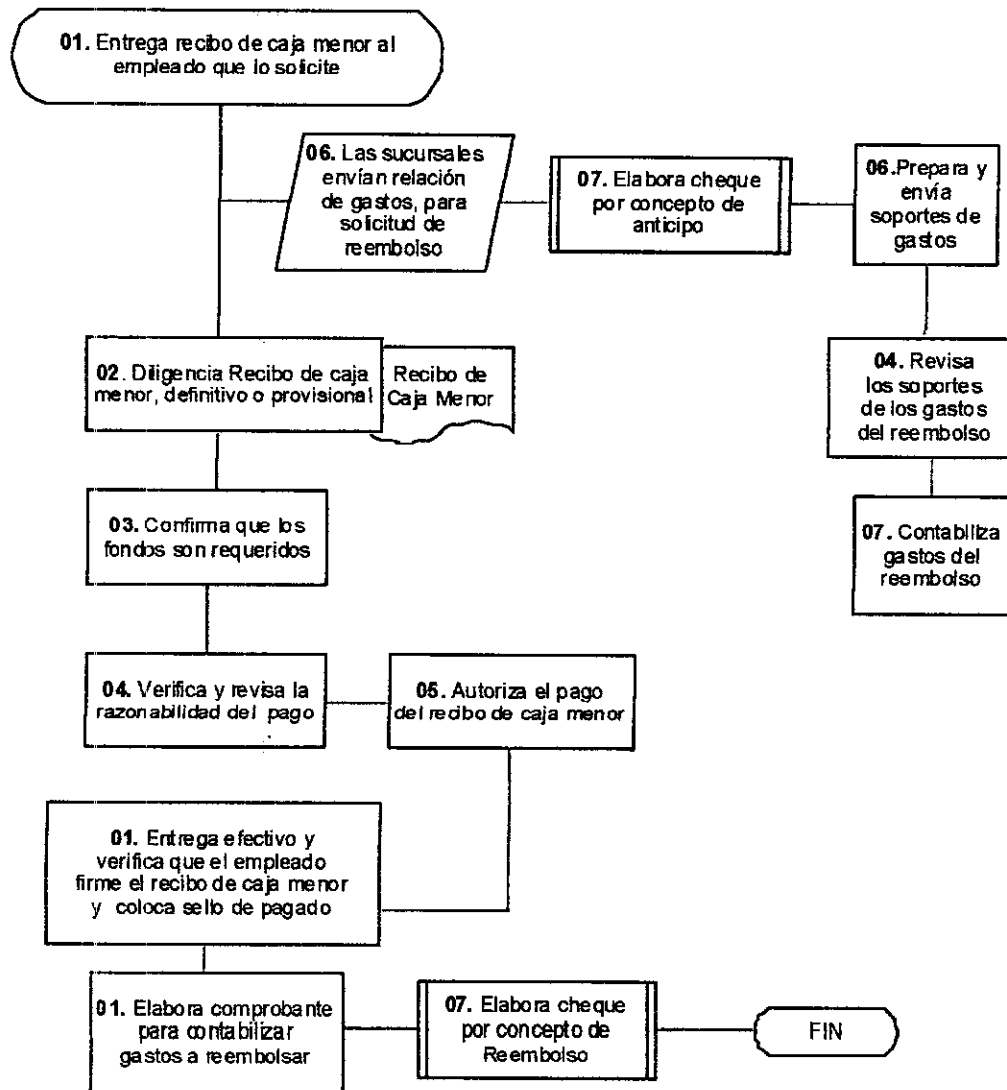 01. Entrega recibo de caja menor al
empleado que lo solicite
06. Las sucursales
envían relación
de gastos, para
solicitud de
reembolso
07. Elabora cheque
por concepto de
anticipo
06.Prepara y
envía
soportes de
gastos
02. Diligencia Recibo de caja
menor, definitivo o provisional
Recibo de
Caja Menor
04. Revisa
los soportes
de los gastos
del reembolso
03. Confirma que los
fondos son requeridos
07. Contabiliza
gastos del
reembolso
04. Verifica y revisa la
razonabilidad del pago
05. Autoriza el pago
del recibo de caja menor
01. Entrega efectivo y
verifica que el empleado
firme el recibo de caja menor
y coloca sello de pagado
01. Elabora comprobante
para contabilizar
gastos a reembolsar
07. Elabora cheque
por concepto de
Reembolso
FIN